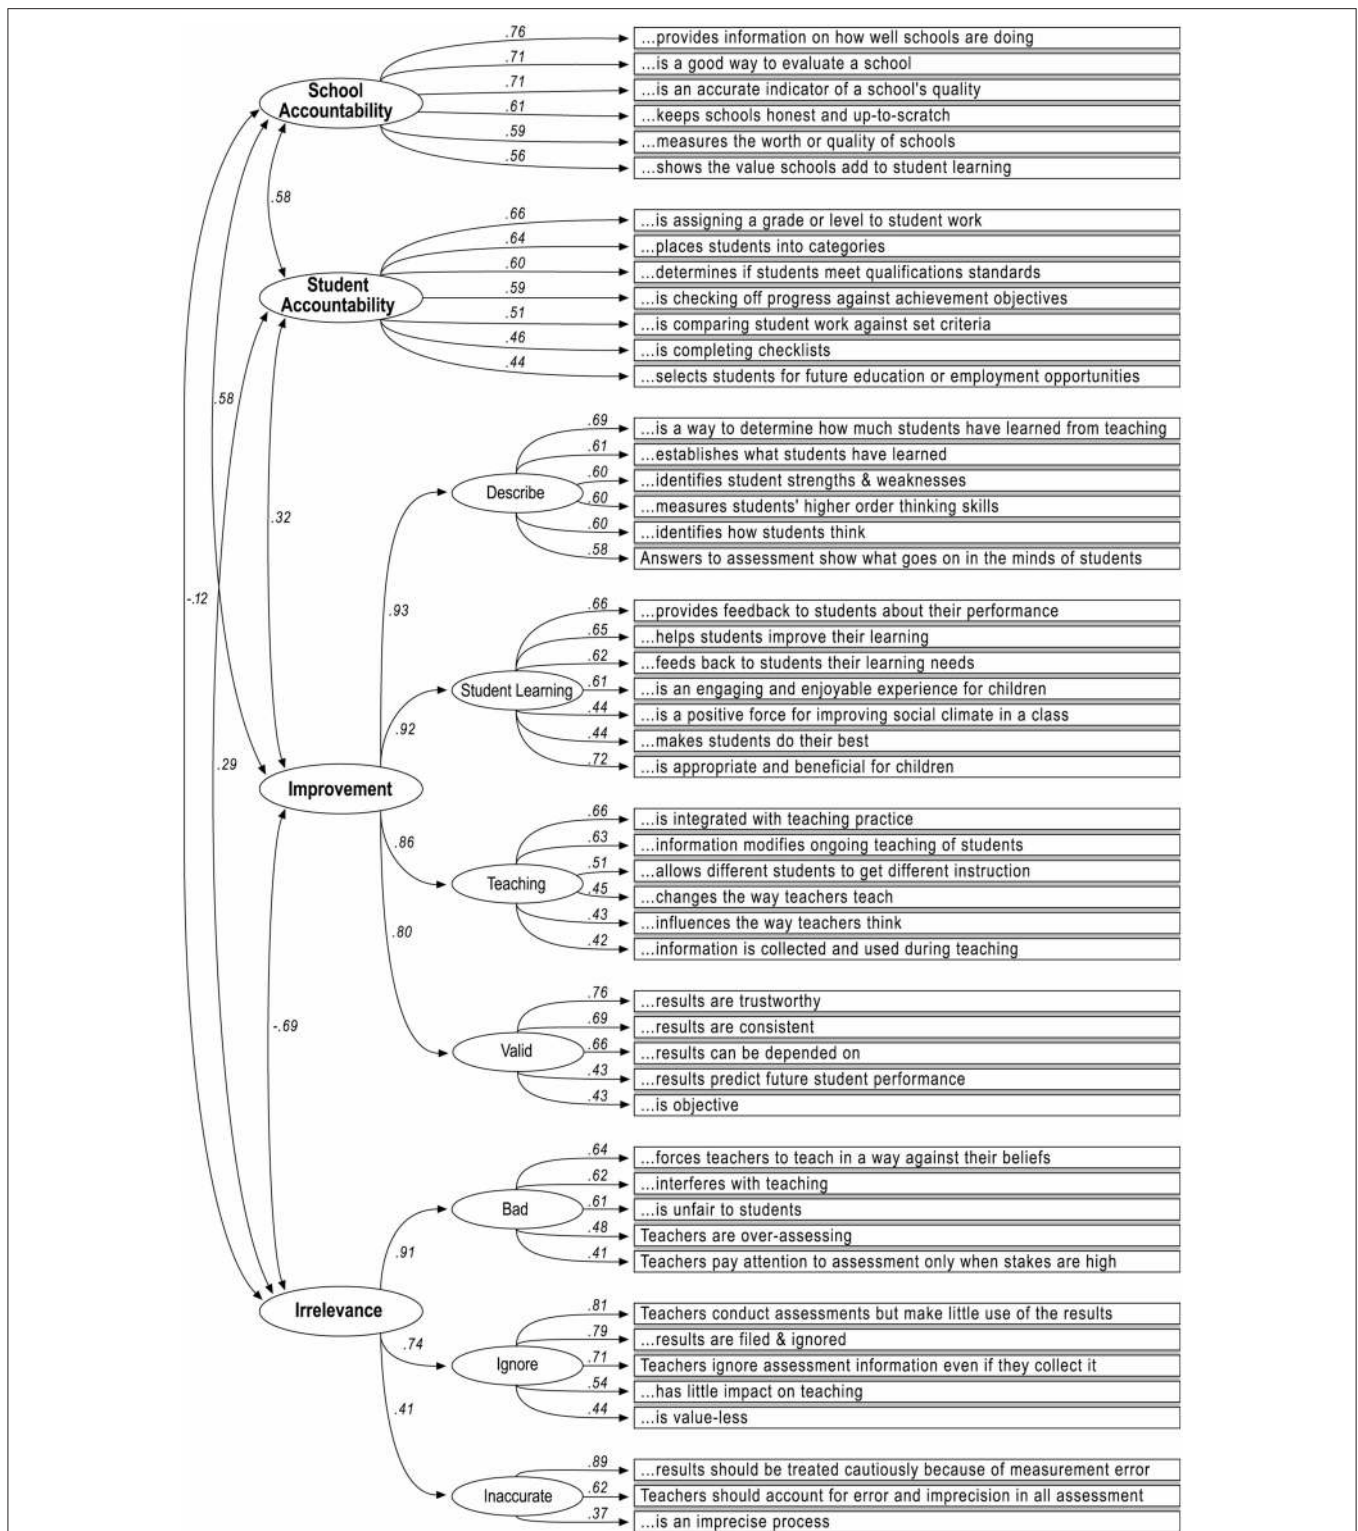 School
Accountability
.76
...provides information on how well schools are doing
.71
...is a good way to evaluate a school
.71
...is an accurate indicator of a school's quality
.61
...keeps schools honest and up-to-scratch
.59
...measures the worth or quality of schools
.56
...shows the value schools add to student learning
.58
Student
Accountability
.66
...is assigning a grade or level to student work
.64
...places students into categories
.60
...determines if students meet qualifications standards
.59
...is checking off progress against achievement objectives
.51
...is comparing student work against set criteria
.46
...is completing checklists
.44
...selects students for future education or employment opportunities
.58
.32
-.12
.29
-.69
Improvement
.93
Describe
.69
...is a way to determine how much students have learned from teaching
.61
...establishes what students have learned
.60
...identifies student strengths & weaknesses
.60
...measures students' higher order thinking skills
.60
...identifies how students think
.58
Answers to assessment show what goes on in the minds of students
.92
Student Learning
.66
...provides feedback to students about their performance
.65
...helps students improve their learning
.62
...feeds back to students their learning needs
.61
...is an engaging and enjoyable experience for children
.44
...is a positive force for improving social climate in a class
.44
...makes students do their best
.72
...is appropriate and beneficial for children
.86
Teaching
.66
...is integrated with teaching practice
.63
...information modifies ongoing teaching of students
.51
...allows different students to get different instruction
.45
...changes the way teachers teach
.43
...influences the way teachers think
.42
...information is collected and used during teaching
.80
Valid
.76
...results are trustworthy
.69
...results are consistent
.66
...results can be depended on
.43
...results predict future student performance
.43
...is objective
Irrelevance
.91
Bad
.64
...forces teachers to teach in a way against their beliefs
.62
...interferes with teaching
.61
...is unfair to students
.48
Teachers are over-assessing
.41
Teachers pay attention to assessment only when stakes are high
.74
Ignore
.81
Teachers conduct assessments but make little use of the results
.79
...results are filed & ignored
.71
Teachers ignore assessment information even if they collect it
.54
...has little impact on teaching
.44
...is value-less
.41
Inaccurate
.89
...results should be treated cautiously because of measurement error
.62
Teachers should account for error and imprecision in all assessment
.37
...is an imprecise process